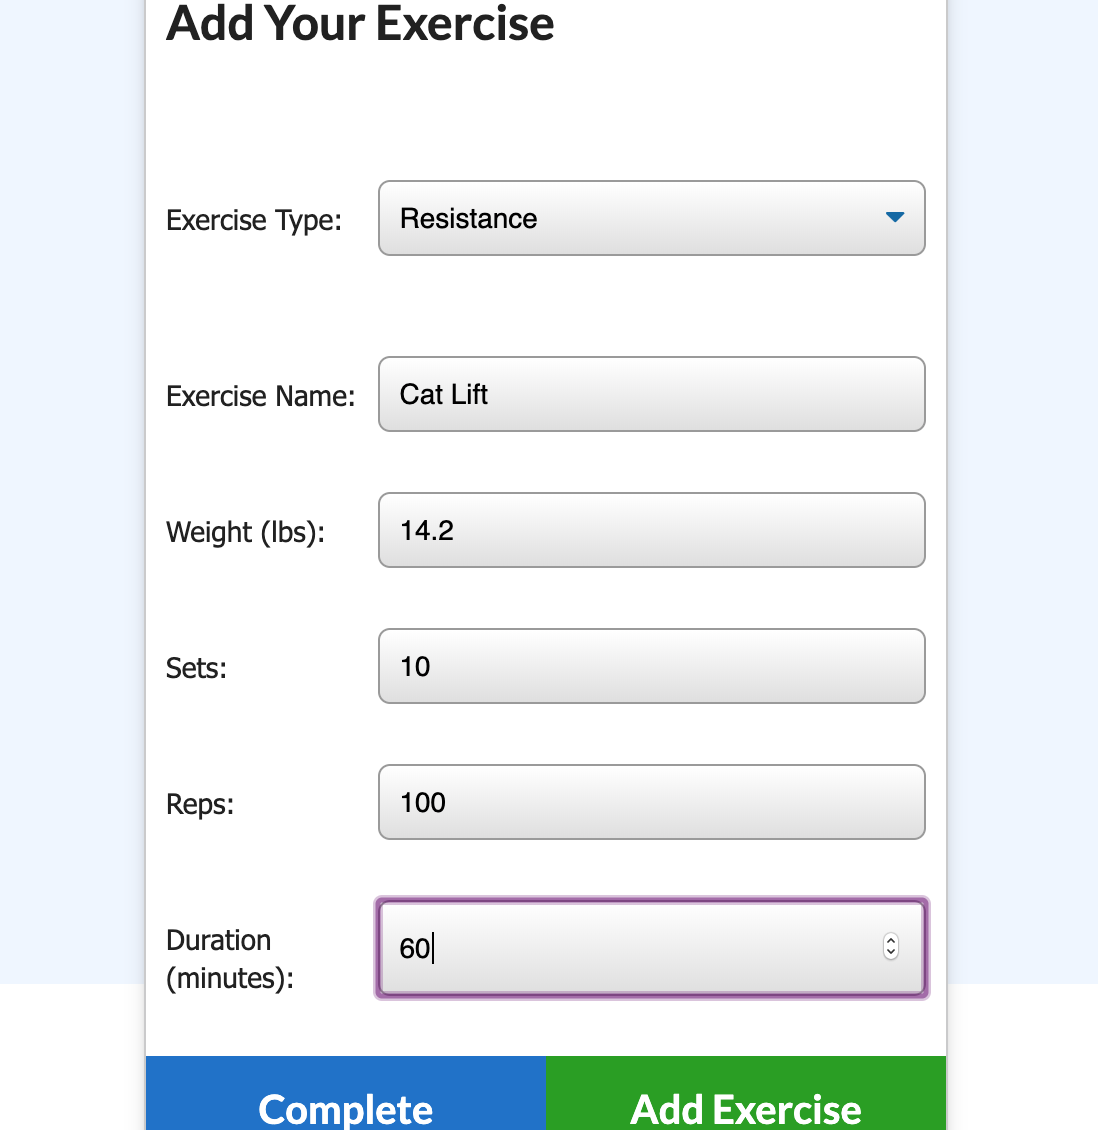 Add Your Exercise
Exercise Type: Resistance
Exercise Name: Cat Lift
Weight (lbs): 14.2
Sets: 10
Reps: 100
Duration
(minutes): 60
Complete Add Exercise